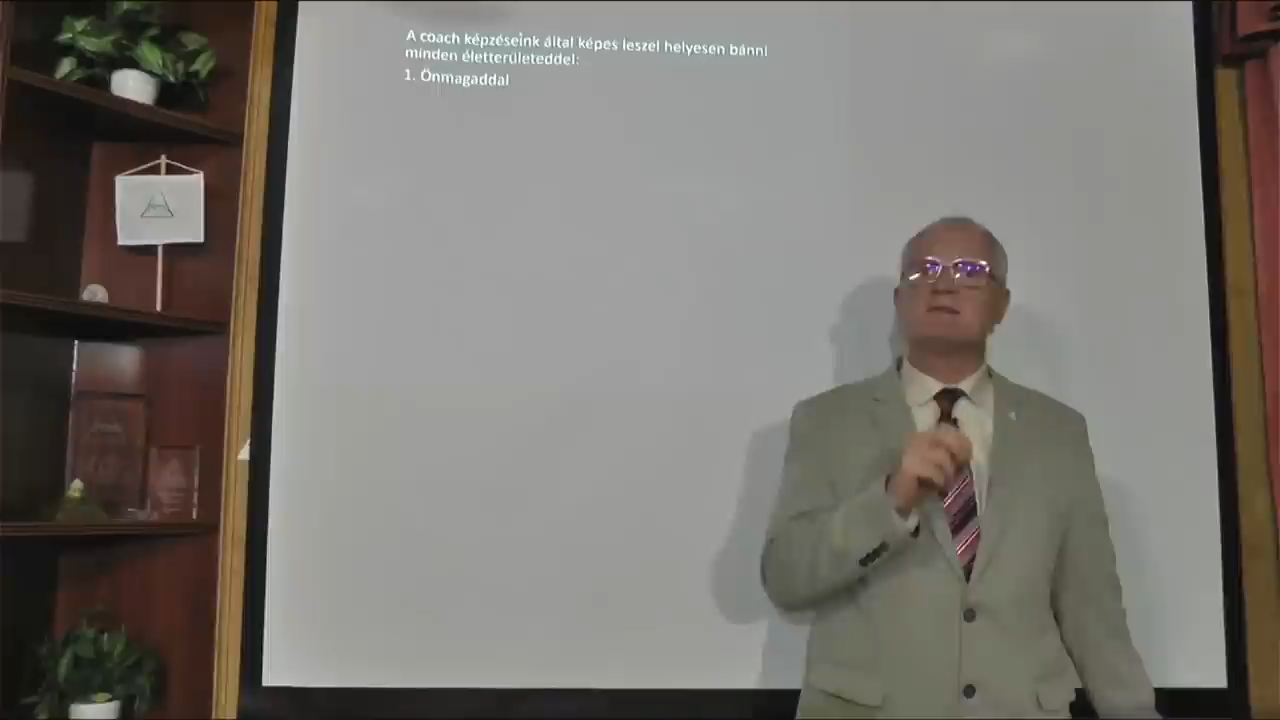 A coach képzéseink által képes leszel helyesen bánni
minden életterületeddel:
1. Önmagaddal